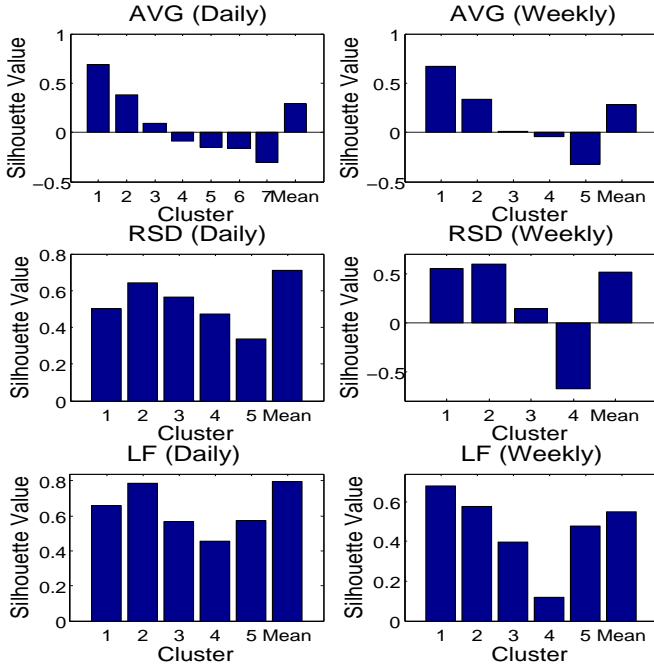 AVG (Daily)
Silhouette Value
1
0.5
0
−0.5
1 2 3 4 5 6 7 Mean
Cluster
AVG (Weekly)
Silhouette Value
1
0.5
0
−0.5
1 2 3 4 5 Mean
Cluster
RSD (Daily)
Silhouette Value
0.8
0.6
0.4
0.2
0
1 2 3 4 5 Mean
Cluster
RSD (Weekly)
Silhouette Value
0.5
0
−0.5
1 2 3 4 Mean
Cluster
LF (Daily)
Silhouette Value
0.8
0.6
0.4
0.2
0
1 2 3 4 5 Mean
Cluster
LF (Weekly)
Silhouette Value
0.6
0.4
0.2
0
1 2 3 4 5 Mean
Cluster